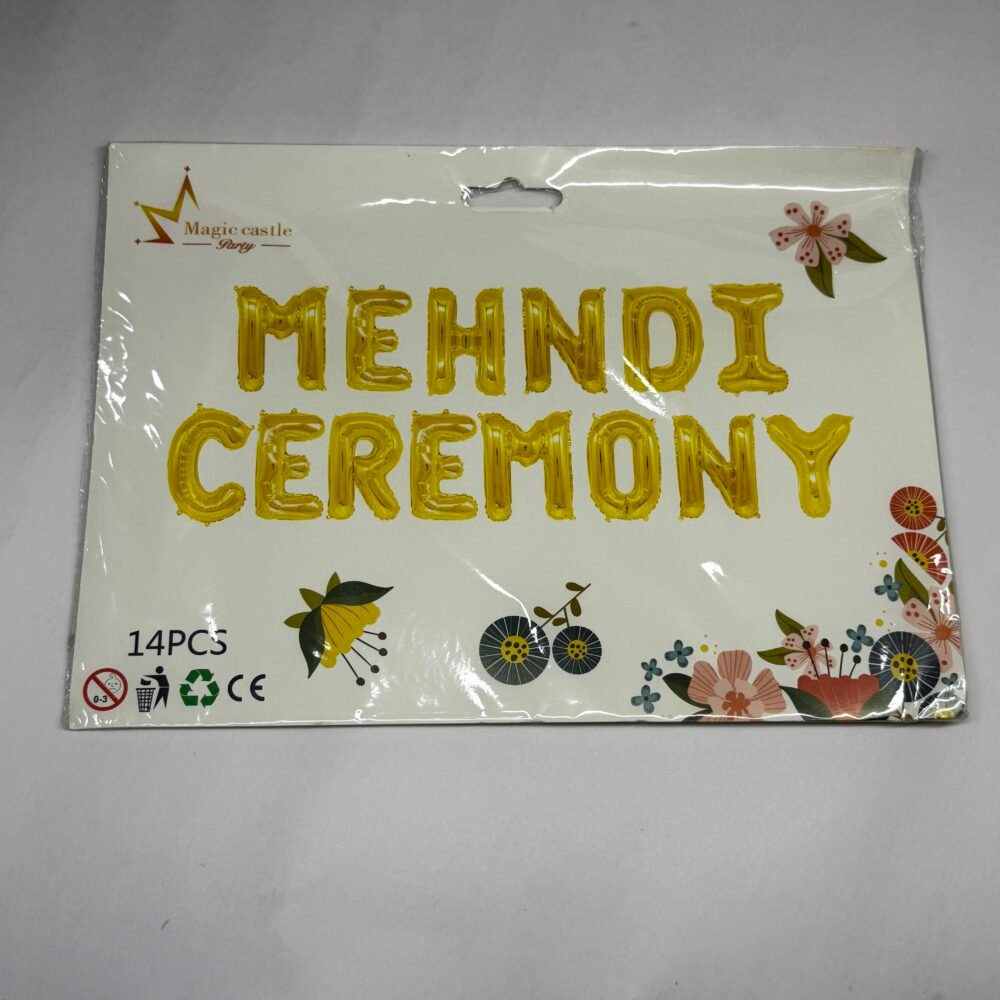 Magic castle
Party
MEHNDI
CEREMONY
14PCS
0-3
CE